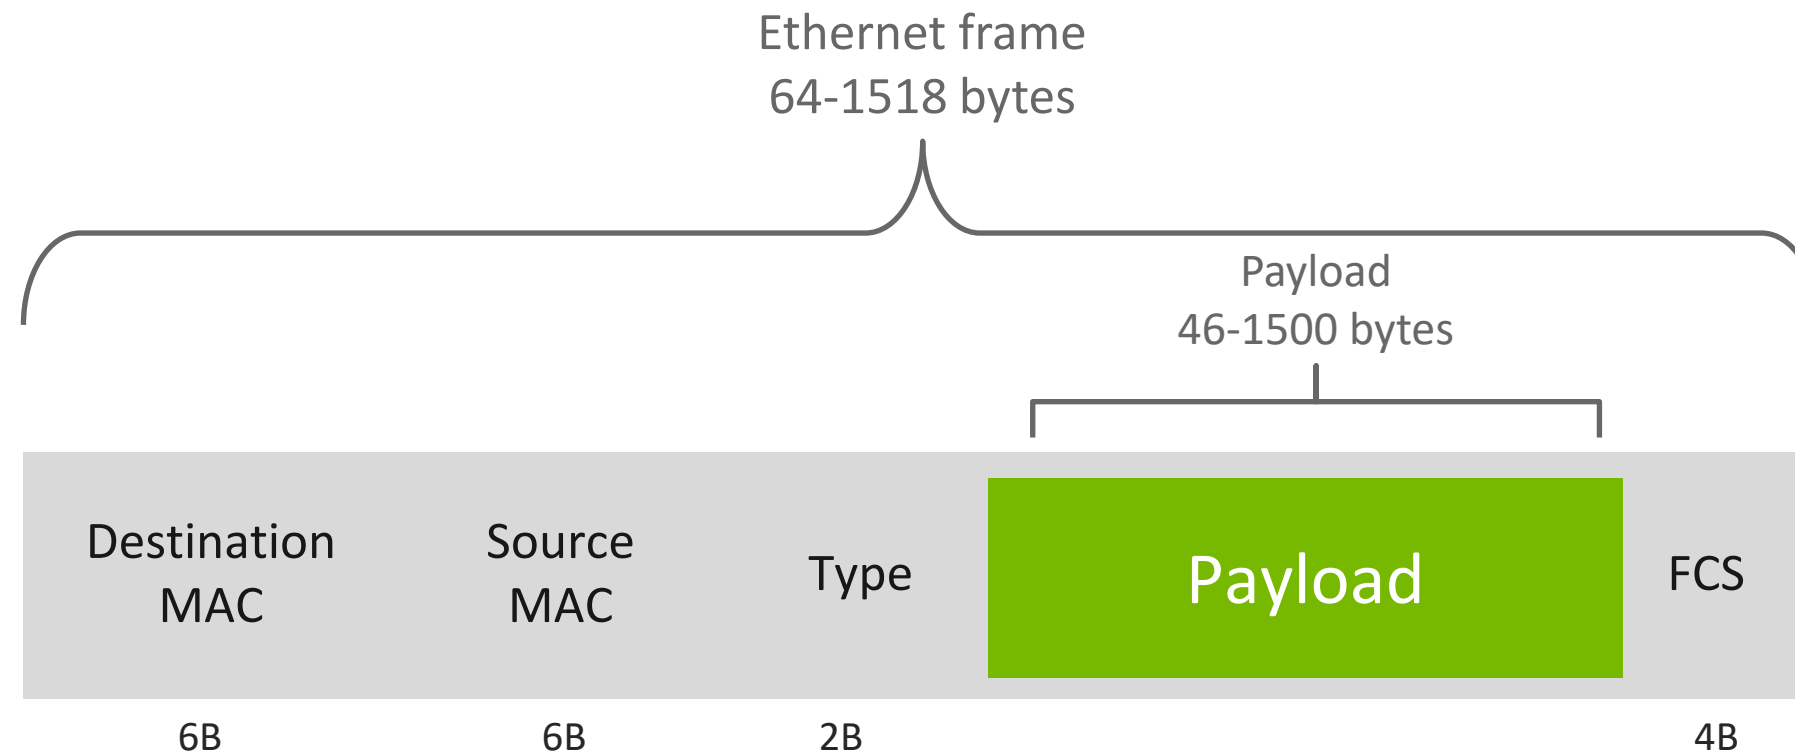 Ethernet frame
64-1518 bytes
Payload
46-1500 bytes
Destination
MAC
Source
MAC
Type
Payload
FCS
6B
6B
2B
4B